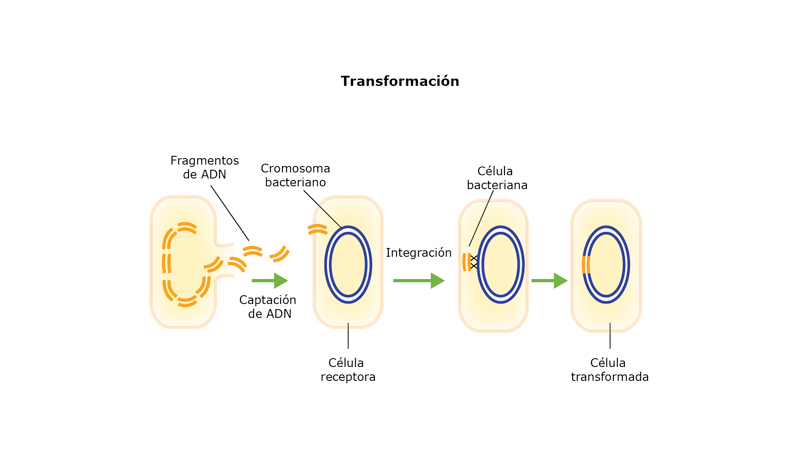 Transformación
Fragmentos
de ADN
Cromosoma
bacteriano
Célula
bacteriana
Integración
Captación
de ADN
Célula
receptora
Célula
transformada